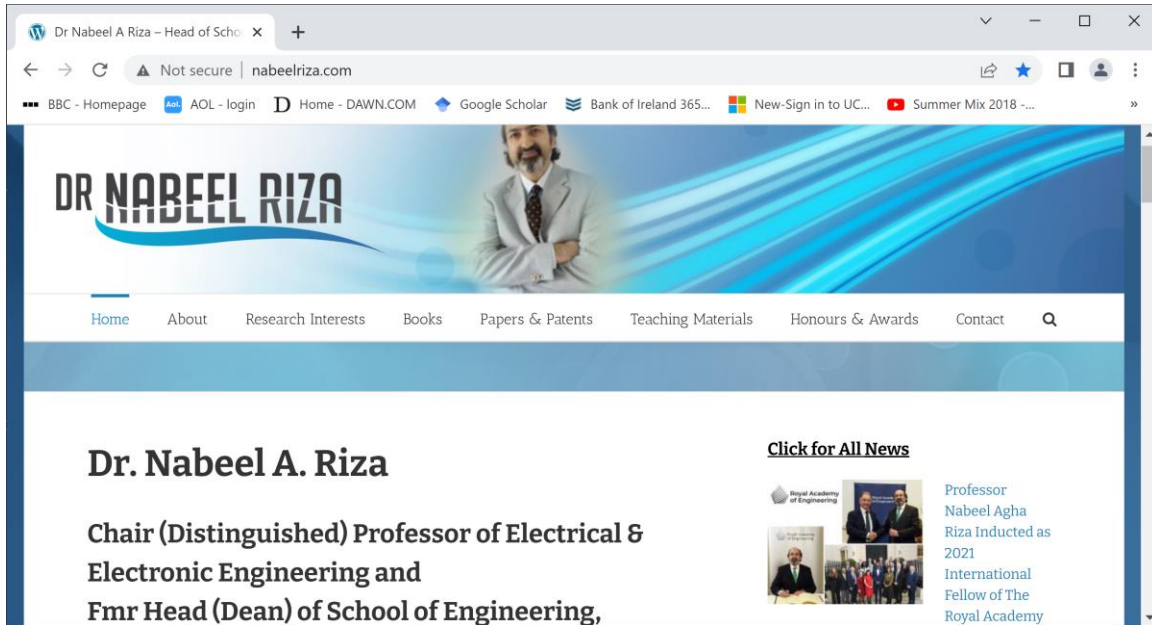 Dr Nabeel A Riza – Head of Scho
Not secure | nabeelriza.com
BBC - Homepage AOL - login Home - DAWN.COM Google Scholar Bank of Ireland 365... New-Sign in to UC... Summer Mix 2018 -... »
DR NABEEL RIZA
Home About Research Interests Books Papers & Patents Teaching Materials Honours & Awards Contact
Dr. Nabeel A. Riza
Chair (Distinguished) Professor of Electrical &
Electronic Engineering and
Fmr Head (Dean) of School of Engineering,
Click for All News
Royal Academy
of Engineering
Professor
Nabeel Agha
Riza Inducted as
2021
International
Fellow of The
Royal Academy